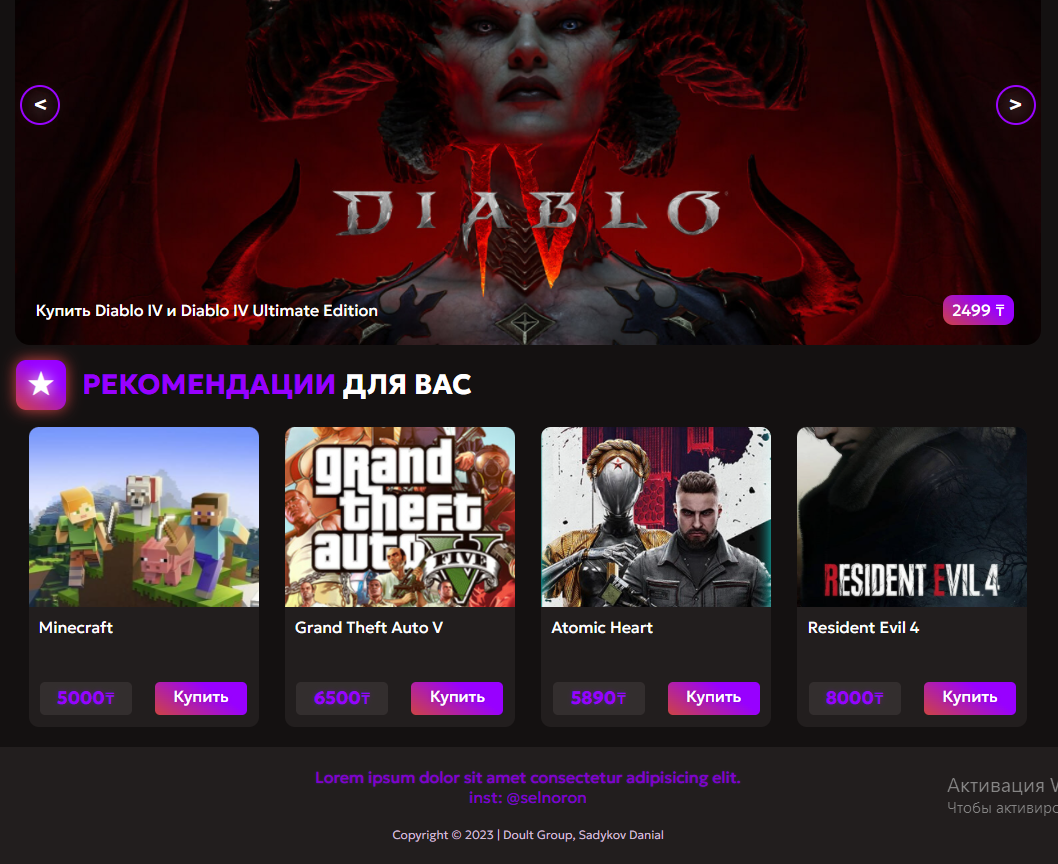 <
>
DIABLO
IV
Купить Diablo IV и Diablo IV Ultimate Edition
2499 ₸
РЕКОМЕНДАЦИИ ДЛЯ ВАС
grand
theft
auto
FIVE
V
RESIDENT EVIL 4
Minecraft
Grand Theft Auto V
Atomic Heart
Resident Evil 4
5000₸
Купить
6500₸
Купить
5890₸
Купить
8000₸
Купить
Lorem ipsum dolor sit amet consectetur adipisicing elit.
inst: @selnoron
Активация W
Чтобы активиро
Copyright © 2023 | Doult Group, Sadykov Danial